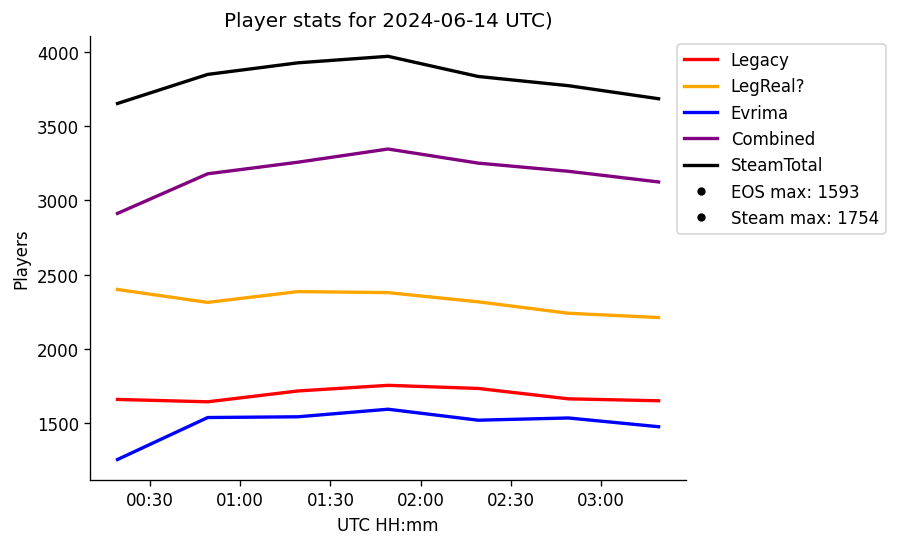 Player stats for 2024-06-14 UTC)
Players
4000
3500
3000
2500
2000
1500
00:30 01:00 01:30 02:00 02:30 03:00
UTC HH:mm
Legacy
LegReal?
Evrima
Combined
SteamTotal
EOS max: 1593
Steam max: 1754